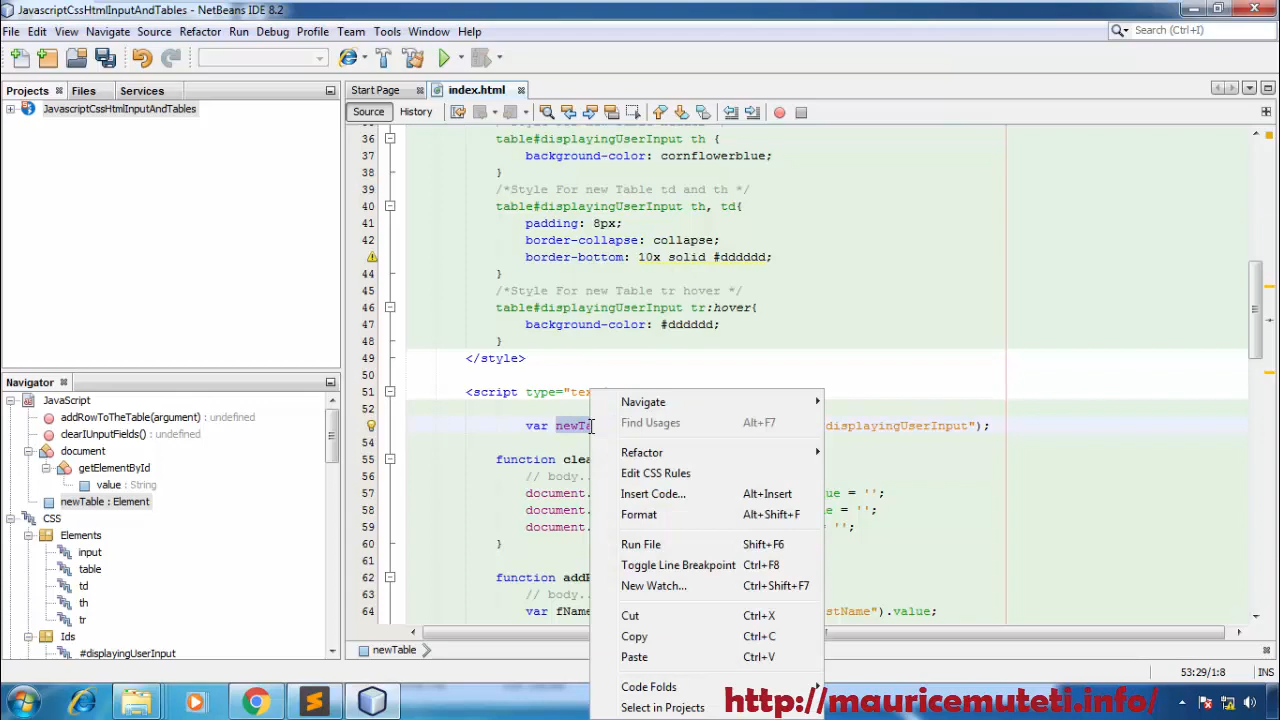 JavascriptCssHtmlInputAndTables - NetBeans IDE 8.2
File Edit View Navigate Source Refactor Run Debug Profile Team Tools Window Help
Search (Ctrl+I)
Projects Files Services
JavascriptCssHtmlInputAndTables
Start Page index.html
Source History
36 table#displayingUserInput th {
37 background-color: cornflowerblue;
38 }
39 /*Style For new Table td and th */
40 table#displayingUserInput th, td{
41 padding: 8px;
42 border-collapse: collapse;
border-bottom: 10x solid #dddddd;
44 }
45 /*Style For new Table tr hover */
46 table#displayingUserInput tr:hover{
47 background-color: #dddddd;
48 }
49 </style>
50
51 <script type="tex
52
var newTa displayingUserInput");
54
55 function clea
56 // body..
57 document. ue = '';
58 document. le = '';
59 document. = '';
60 }
61
62 function addR
63 // body..
64 var fName stName").value;
Navigate
Find Usages Alt+F7
Refactor
Edit CSS Rules
Insert Code... Alt+Insert
Format Alt+Shift+F
Run File Shift+F6
Toggle Line Breakpoint Ctrl+F8
New Watch... Ctrl+Shift+F7
Cut Ctrl+X
Copy Ctrl+C
Paste Ctrl+V
Code Folds
Select in Projects
Navigator
JavaScript
addRowToTheTable(argument) : undefined
clearIUnputFields() : undefined
document
getElementById
value : String
newTable : Element
CSS
Elements
input
table
td
th
tr
Ids
#displayingUserInput
newTable
53:29/1:8 INS
http://mauricemuteti.info/